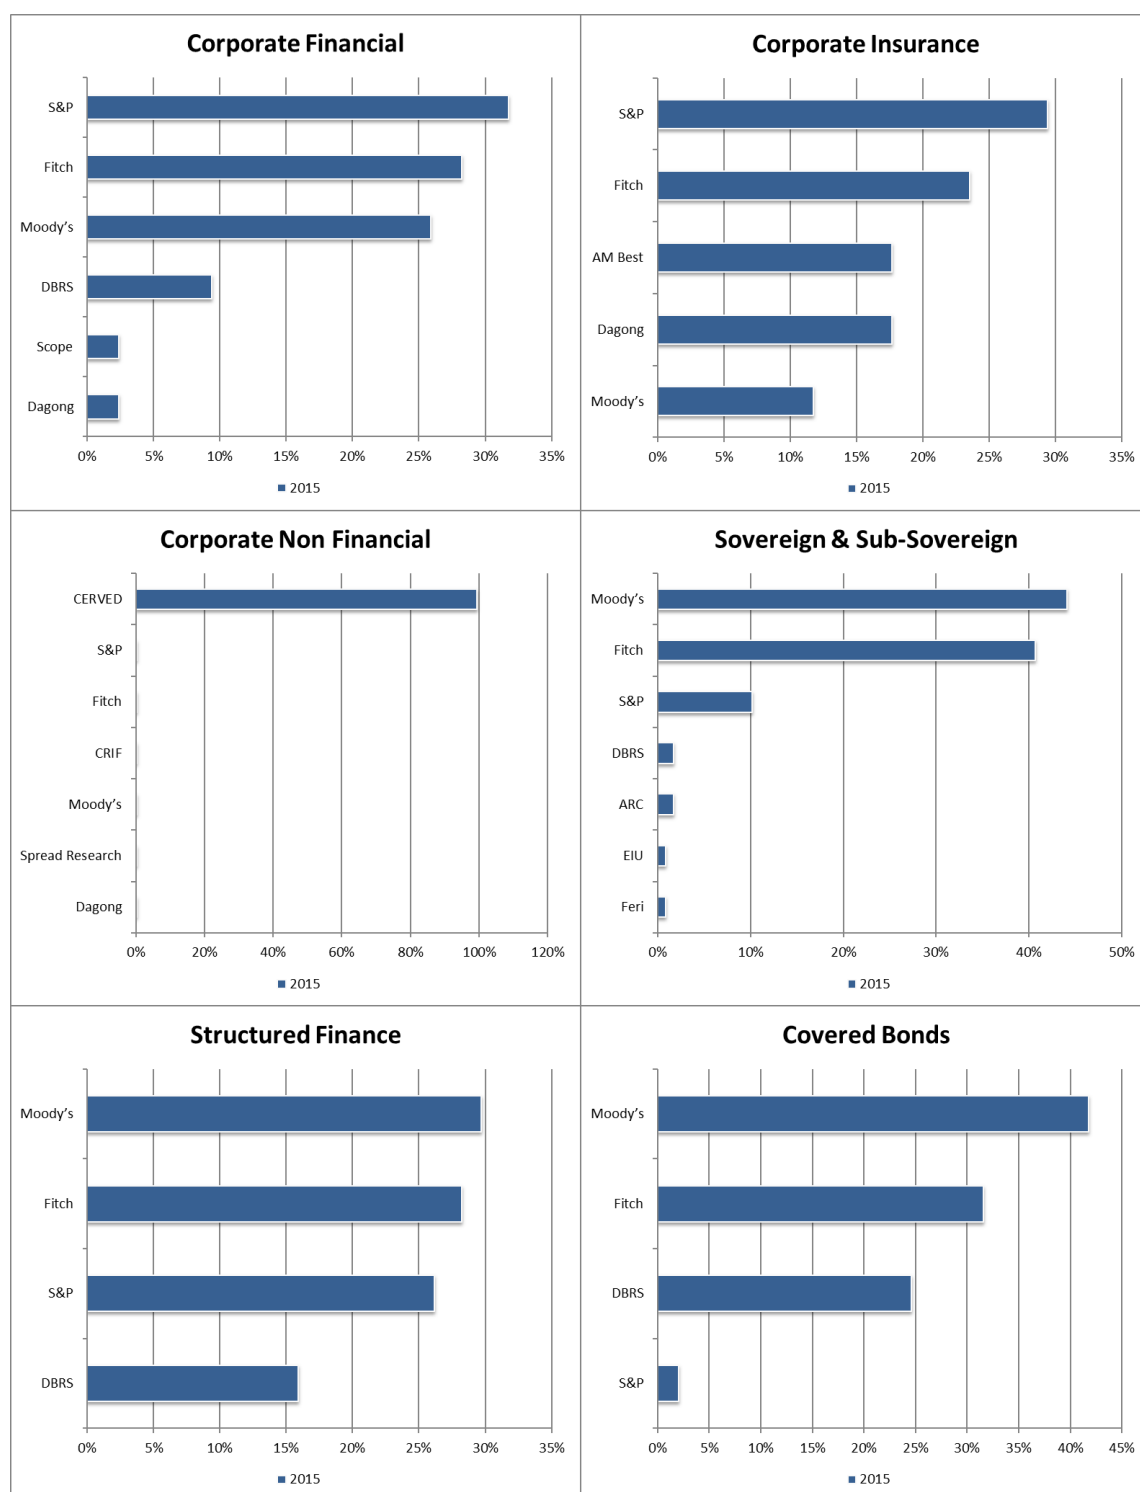 Corporate Financial
S&P
Fitch
Moody's
DBRS
Scope
Dagong
0% 5% 10% 15% 20% 25% 30% 35%
2015
Corporate Insurance
S&P
Fitch
AM Best
Dagong
Moody's
0% 5% 10% 15% 20% 25% 30% 35%
2015
Corporate Non Financial
CERVED
S&P
Fitch
CRIF
Moody's
Spread Research
Dagong
0% 20% 40% 60% 80% 100% 120%
2015
Sovereign & Sub-Sovereign
Moody's
Fitch
S&P
DBRS
ARC
EIU
Feri
0% 10% 20% 30% 40% 50%
2015
Structured Finance
Moody's
Fitch
S&P
DBRS
0% 5% 10% 15% 20% 25% 30% 35%
2015
Covered Bonds
Moody's
Fitch
DBRS
S&P
0% 5% 10% 15% 20% 25% 30% 35% 40% 45%
2015